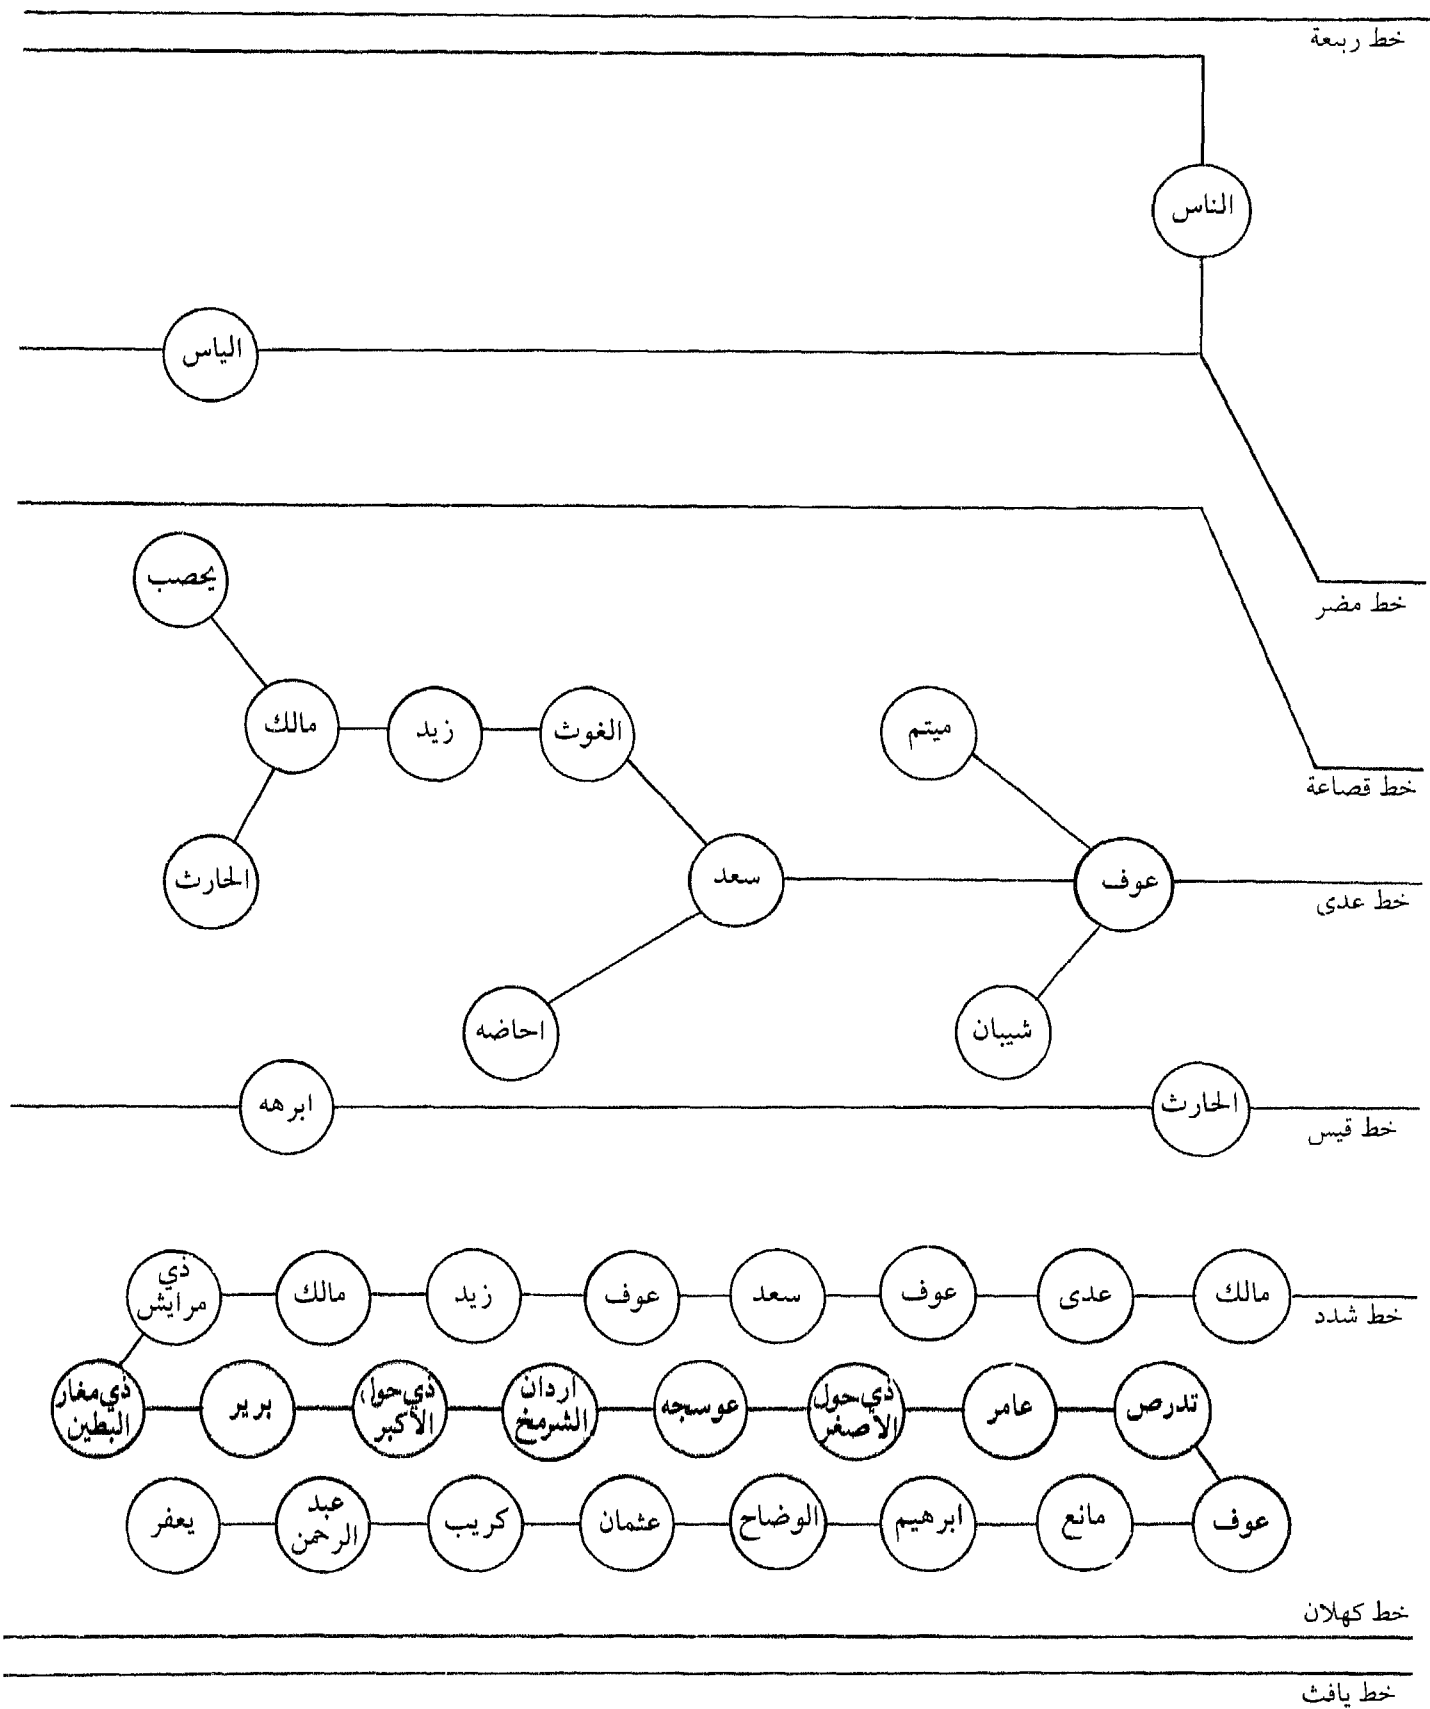 خط ربيعة
الناس
الياس
خط مضر
يحصب
مالك
زيد
الغوث
ميتم
خط قصاعة
الحارث
سعد
عوف
خط عدى
احاضه
شيبان
ابرهه
الحارث
خط قيس
مالك
عدى
عوف
سعد
عوف
زيد
مالك
ذي
مرايش
خط شدد
ذي مغار
البطين
برير
ذي حول
الأكبر
اردان
الشرمخ
عوسجه
ذي حول
الأصغر
عامر
تدرص
عوف
مانع
ابرهيم
الوضاح
عثمان
كريب
عبد
الرحمن
يعفر
خط كهلان
خط يافث